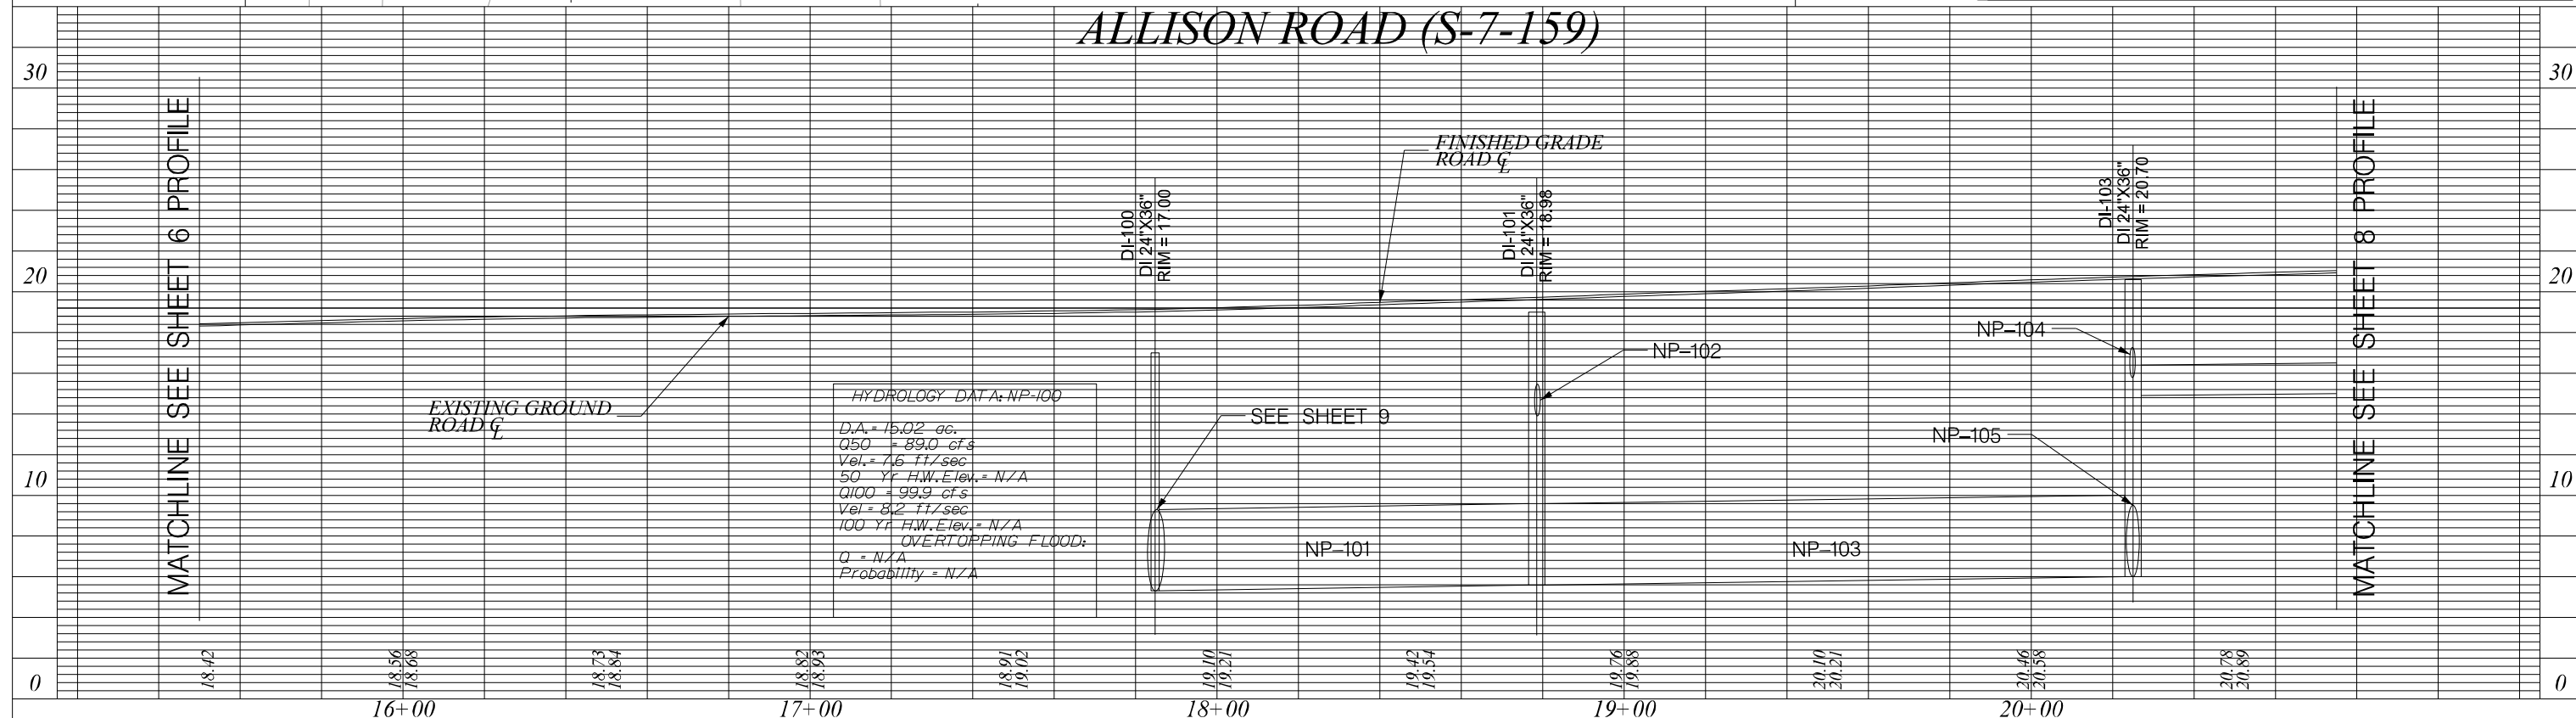 ALLISON ROAD (S-7-159)
30
30
20
20
10
10
0
0
MATCHLINE SEE SHEET 6 PROFILE
EXISTING GROUND
ROAD ℄
HYDROLOGY DATA: NP-100
D.A. = 15.02 ac.
Q50 = 89.0 cfs
Vel. = 7.6 ft/sec
50 Yr H.W. Elev. = N/A
Q100 = 99.9 cfs
Vel = 8.2 ft/sec
100 Yr H.W. Elev. = N/A
OVERTOPPING FLOOD:
Q = N/A
Probability = N/A
DI-100
DI 24"X36"
RIM = 17.00
SEE SHEET 9
NP-101
FINISHED GRADE
ROAD ℄
DI-101
DI 24"X36"
RIM = 18.98
NP-102
NP-103
DI-103
DI 24"X36"
RIM = 20.70
NP-104
NP-105
MATCHLINE SEE SHEET 8 PROFILE
18.42
18.56
18.68
18.73
18.84
18.82
18.93
18.91
19.02
19.10
19.21
19.42
19.54
19.76
19.88
20.10
20.21
20.46
20.58
20.78
20.89
16+00
17+00
18+00
19+00
20+00